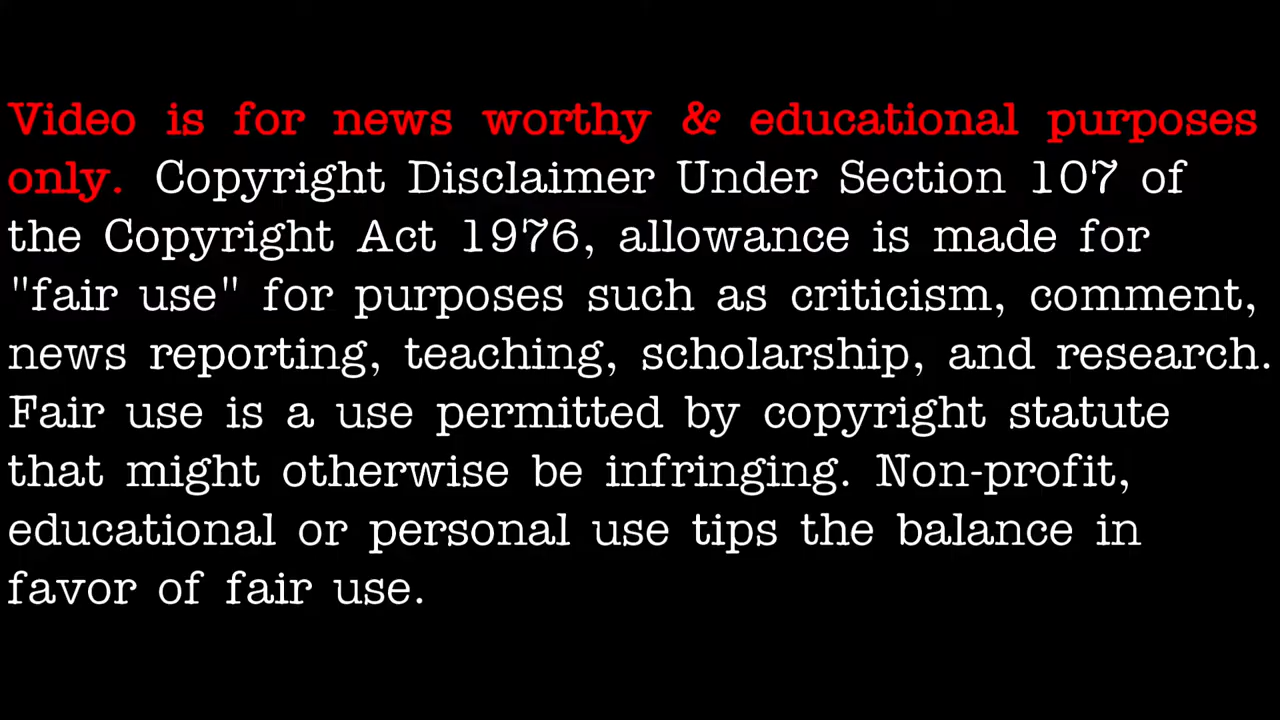 Video is for news worthy & educational purposes
only. Copyright Disclaimer Under Section 107 of
the Copyright Act 1976, allowance is made for
"fair use" for purposes such as criticism, comment,
news reporting, teaching, scholarship, and research.
Fair use is a use permitted by copyright statute
that might otherwise be infringing. Non-profit,
educational or personal use tips the balance in
favor of fair use.